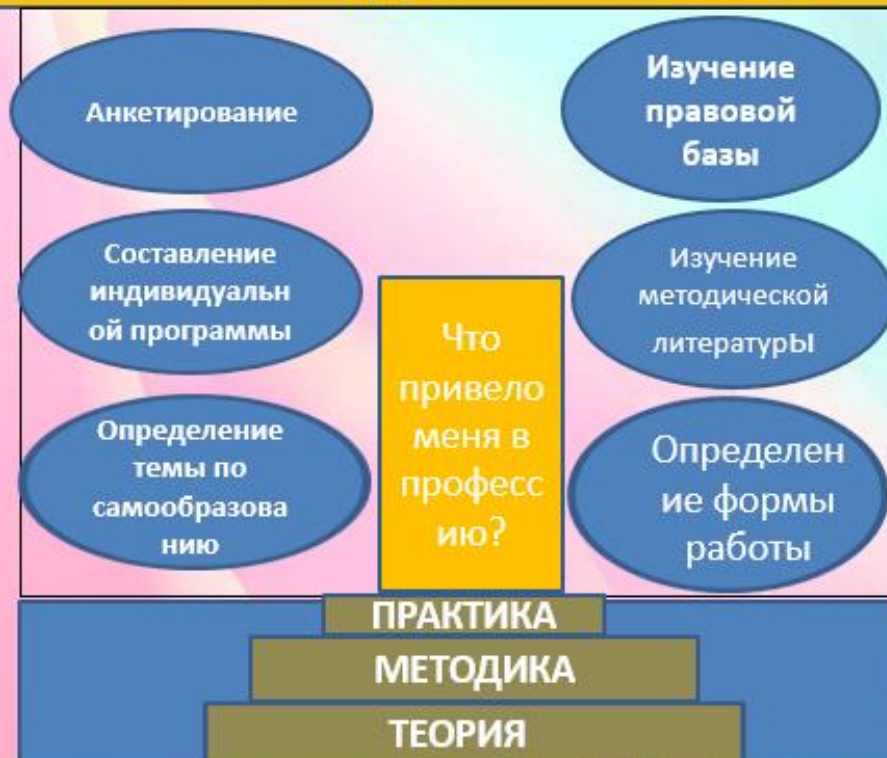 Анкетирование
Составление
индивидуальн
ой программы
Определение
темы по
самообразова
нию
Что
привело
меня в
професс
ию?
Изучение
правовой
базы
Изучение
методической
литературЫ
Определен
ие формы
работы
ПРАКТИКА
МЕТОДИКА
ТЕОРИЯ